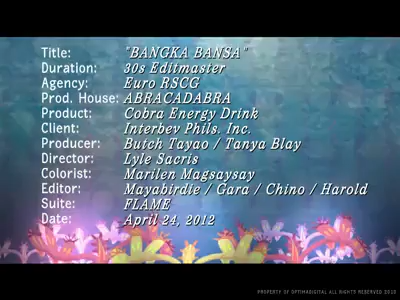 Title: "BANGKA BANSA"
Duration: 30s Editmaster
Agency: Euro RSCG
Prod. House: ABRACADABRA
Product: Cobra Energy Drink
Client: Interbev Phils. Inc.
Producer: Butch Tayao / Tanya Blay
Director: Lyle Sacris
Colorist: Marilen Magsaysay
Editor: Mayabirdie / Gara / Chino / Harold
Suite: FLAME
Date: April 24, 2012
PROPERTY OF OPTIMADIGITAL ALL RIGHTS RESERVED 2010